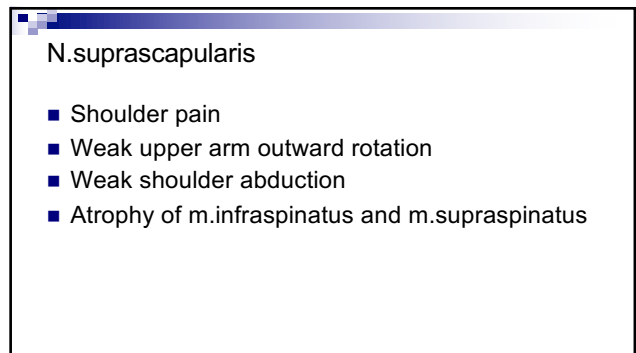 N.suprascapularis
Shoulder pain
Weak upper arm outward rotation
Weak shoulder abduction
Atrophy of m.infraspinatus and m.supraspinatus